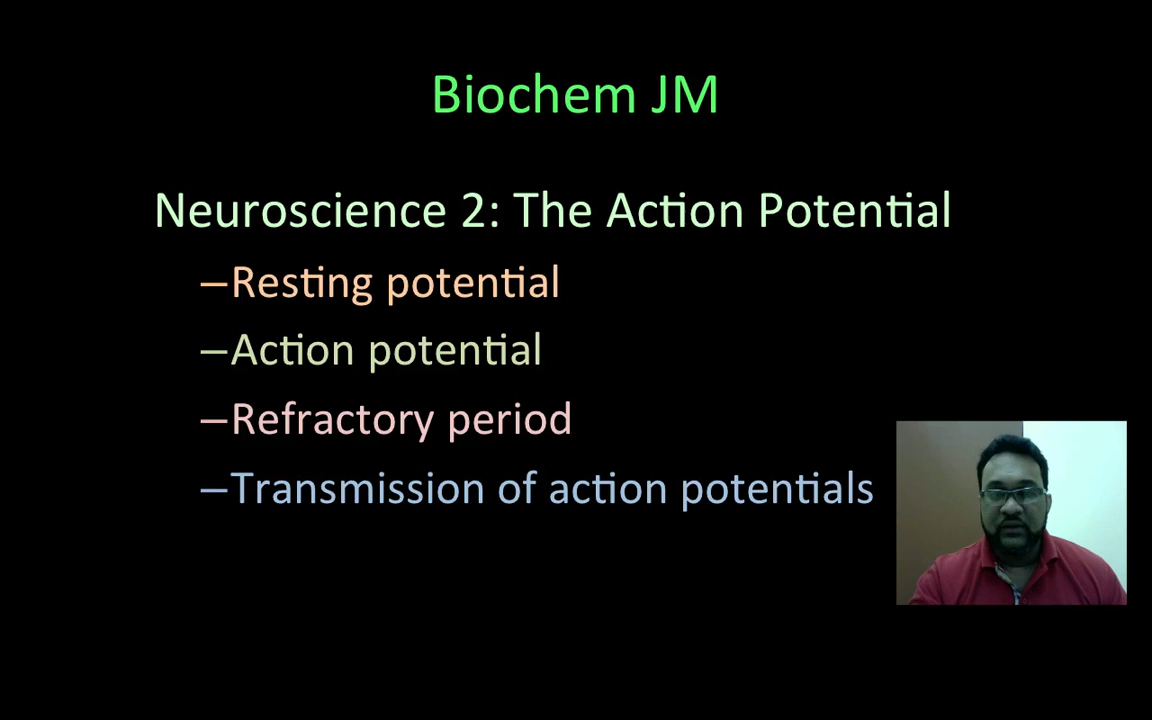 Biochem JM
Neuroscience 2: The Action Potential
–Resting potential
–Action potential
–Refractory period
–Transmission of action potentials